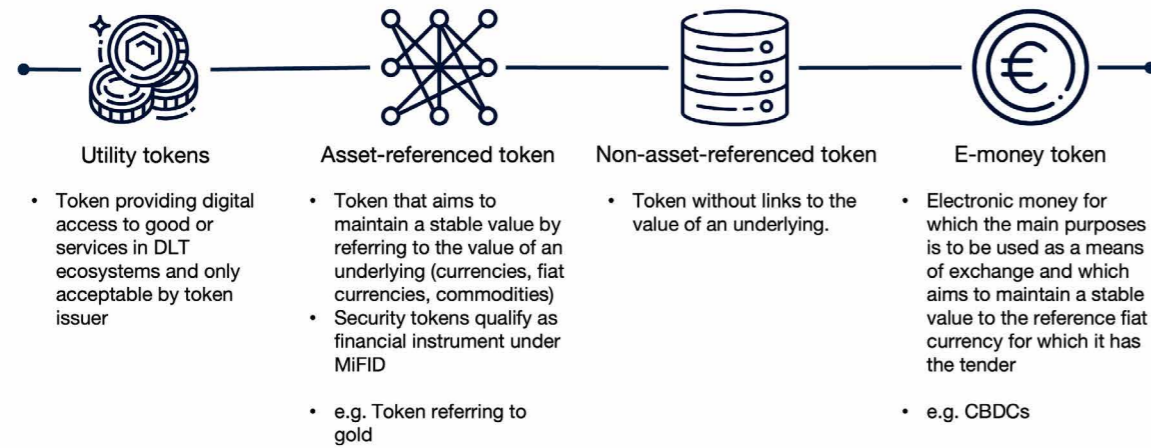 Utility tokens
• Token providing digital
access to good or
services in DLT
ecosystems and only
acceptable by token
issuer
Asset-referenced token
• Token that aims to
maintain a stable value by
referring to the value of an
underlying (currencies, fiat
currencies, commodities)
• Security tokens qualify as
financial instrument under
MiFID
• e.g. Token referring to
gold
Non-asset-referenced token
• Token without links to the
value of an underlying.
E-money token
• Electronic money for
which the main purposes
is to be used as a means
of exchange and which
aims to maintain a stable
value to the reference fiat
currency for which it has
the tender
• e.g. CBDCs